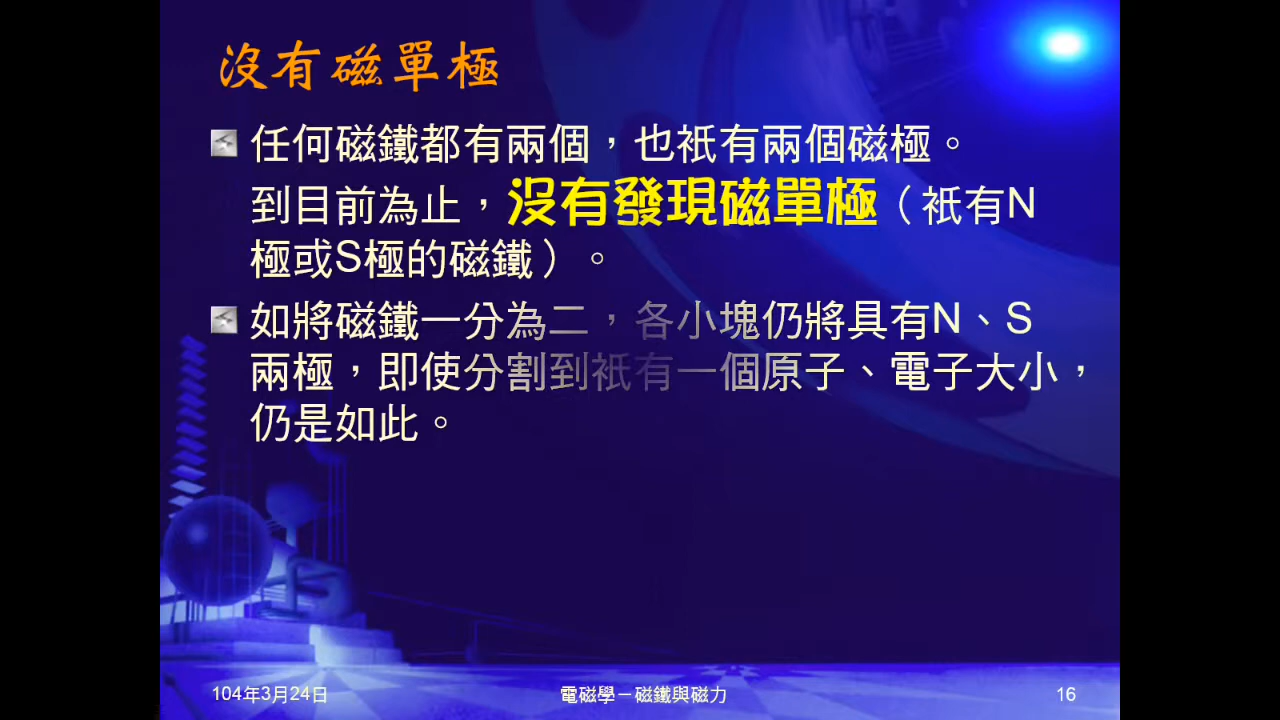 沒有磁單極
任何磁鐵都有兩個，也衹有兩個磁極。
到目前為止，沒有發現磁單極（衹有N
極或S極的磁鐵）。
如將磁鐵一分為二，各小塊仍將具有N、S
兩極，即使分割到衹有一個原子、電子大小，
仍是如此。
104年3月24日
電磁學－磁鐵與磁力
16